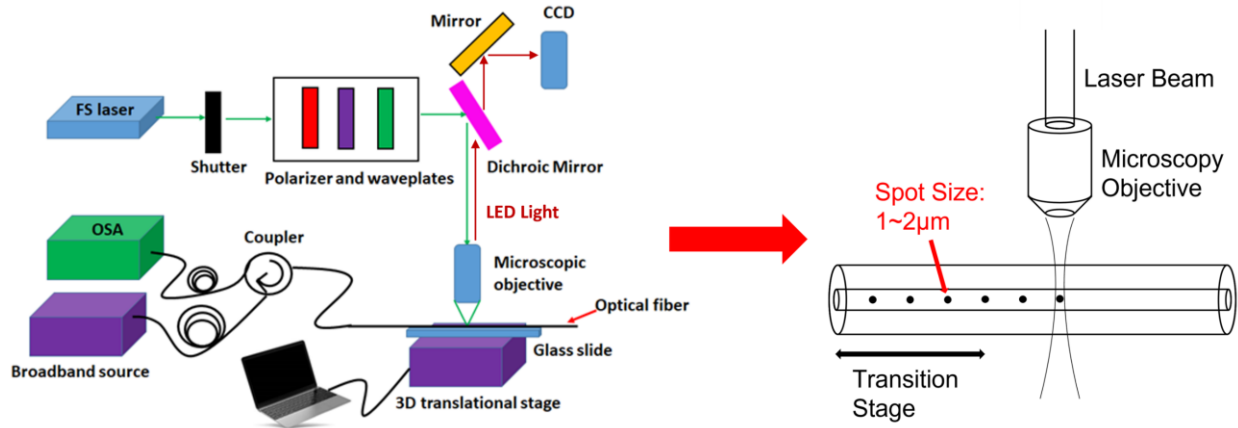 Mirror
CCD
FS laser
Shutter
Polarizer and waveplates
Dichroic Mirror
LED Light
OSA
Coupler
Microscopic
objective
Optical fiber
Glass slide
Broadband source
3D translational stage
Laser Beam
Microscopy
Objective
Spot Size:
1~2μm
Transition
Stage